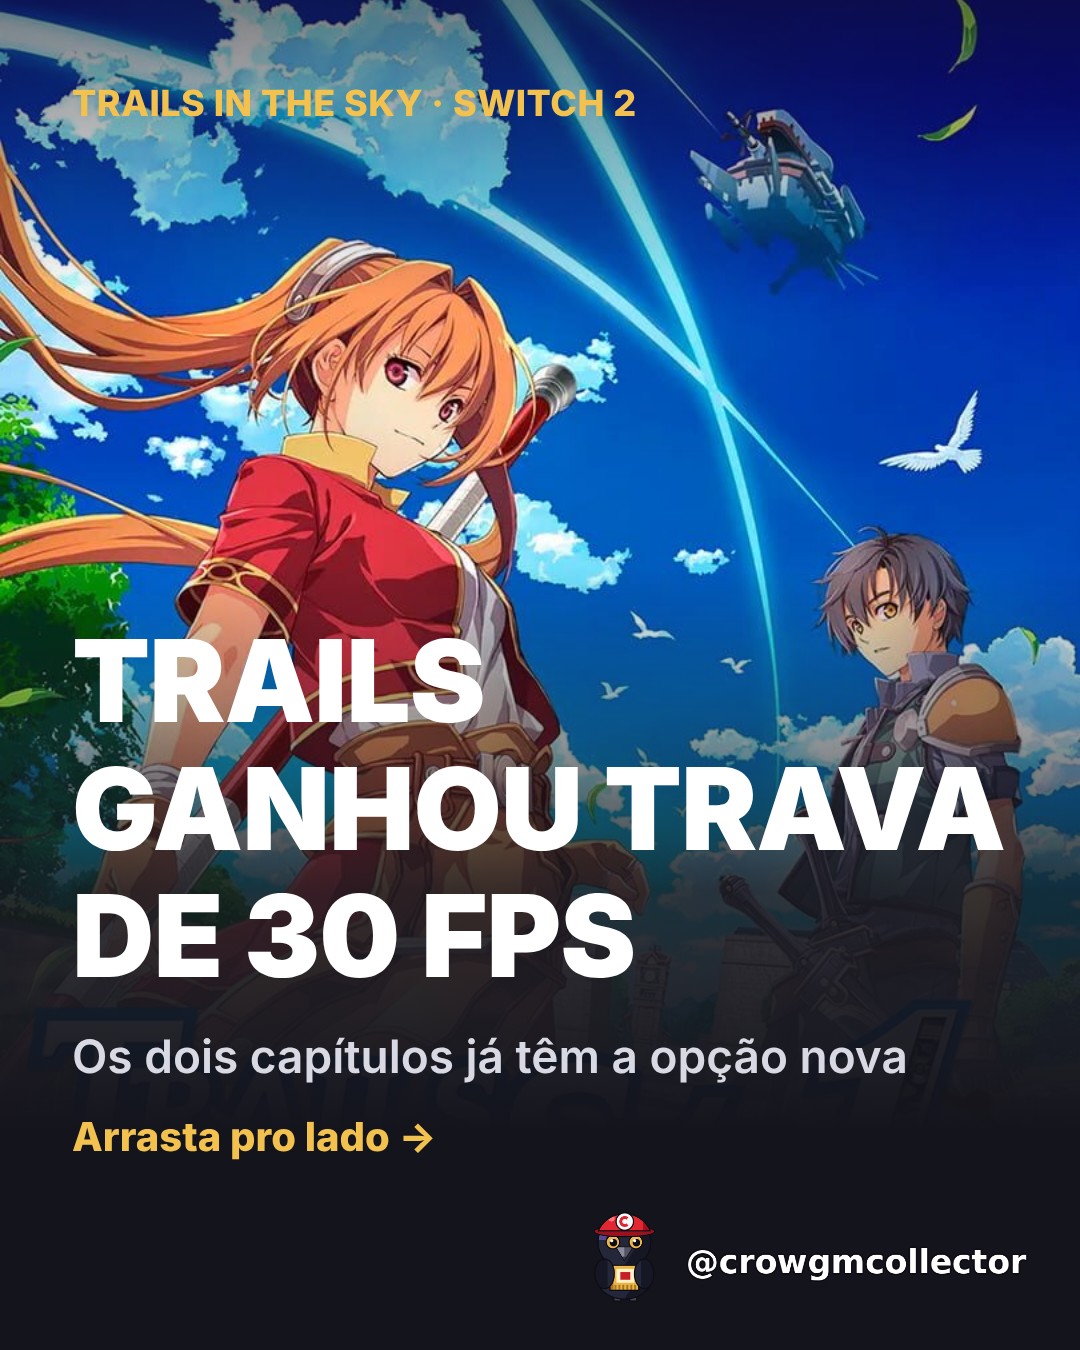 TRAILS IN THE SKY · SWITCH 2
TRAILS
GANHOU TRAVA
DE 30 FPS
Os dois capítulos já têm a opção nova
Arrasta pro lado →
C
@crowgmcollector